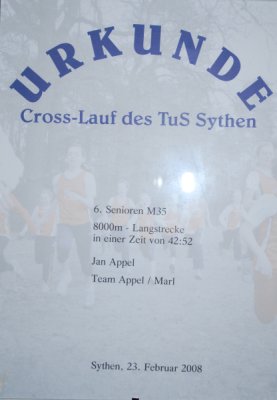 URKUNDE
Cross-Lauf des TuS Sythen
6. Senioren M35
8000m - Langstrecke
in einer Zeit von 42:52
Jan Appel
Team Appel / Marl
Sythen, 23. Februar 2008